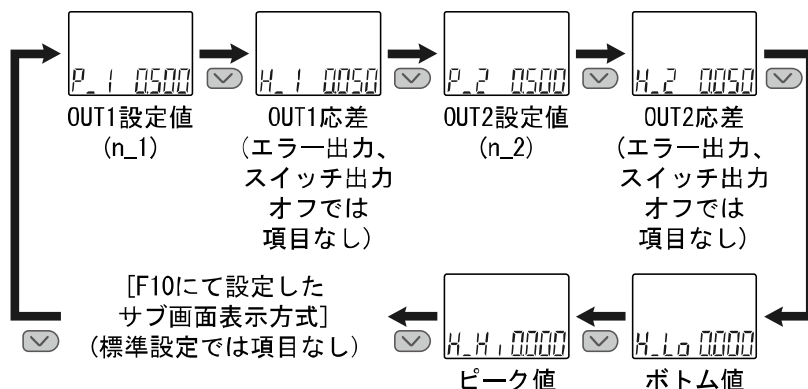 P_1 0.500
H_1 0.050
P_2 0.500
H_2 0.050
OUT1設定値
(n_1)
OUT1応差
(エラー出力、
スイッチ出力
オフでは
項目なし)
OUT2設定値
(n_2)
OUT2応差
(エラー出力、
スイッチ出力
オフでは
項目なし)
[F10にて設定した
サブ画面表示方式]
(標準設定では項目なし)
H_Hi 0.000
ピーク値
H_Lo 0.000
ボトム値